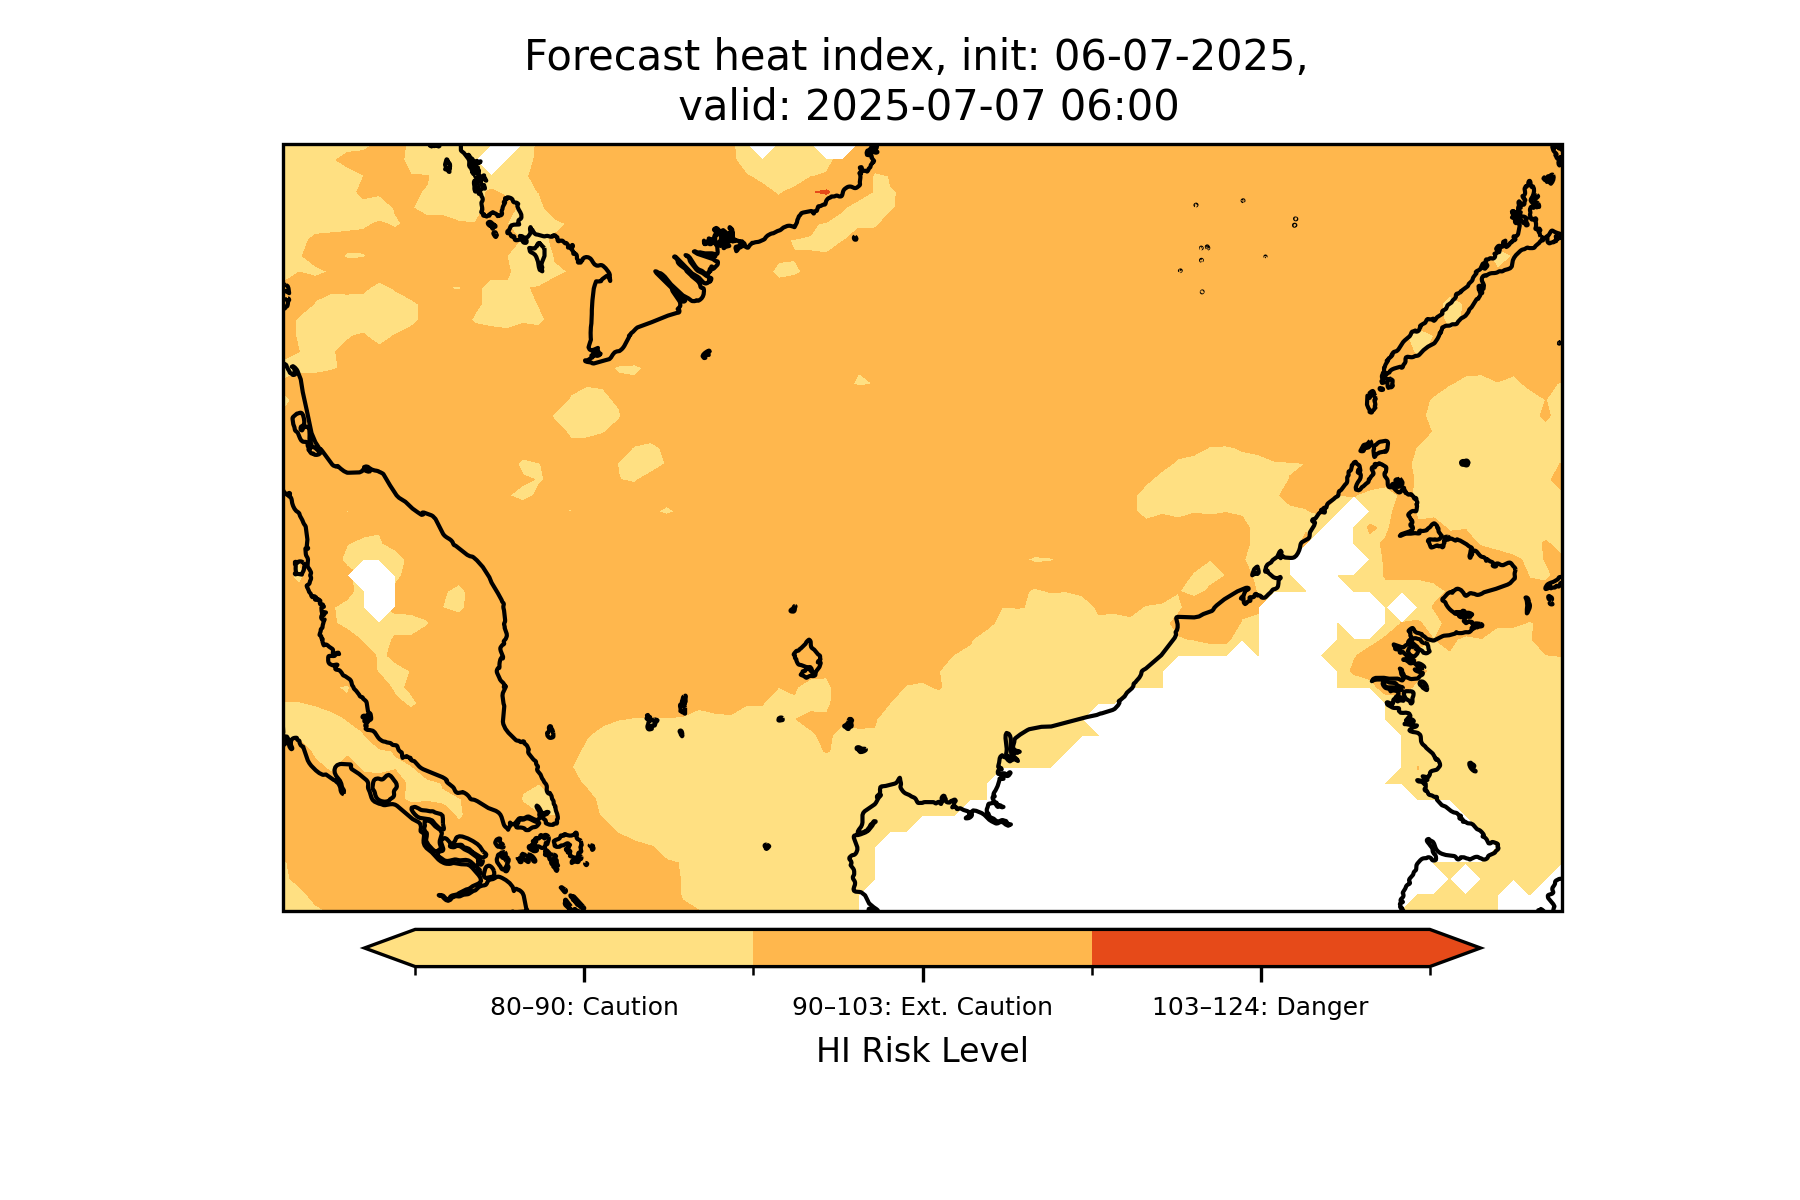 Forecast heat index, init: 06-07-2025,
valid: 2025-07-07 06:00
80–90: Caution
90–103: Ext. Caution
103–124: Danger
HI Risk Level